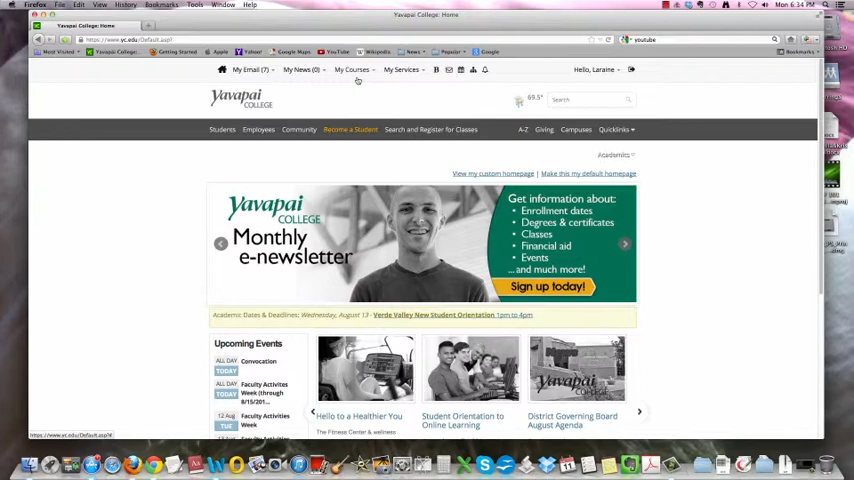 Firefox File Edit View History Bookmarks Tools Window Help
Mon 6:34 PM
Yavapai College: Home
Yavapai College: Home
https://www.yc.edu/Default.asp?
youtube
Most Visited Yavapai College: Getting Started Apple Yahoo! Google Maps YouTube Wikipedia News Popular Google
Bookmarks
My Email (7) My News (0) My Courses My Services B
Hello, Laraine
Yavapai
COLLEGE
69.5°
Search
Students Employees Community Become a Student Search and Register for Classes A-Z Giving Campuses Quicklinks
Academics
View my custom homepage | Make this my default homepage
Yavapai
COLLEGE
Monthly
e-newsletter
Get information about:
• Enrollment dates
• Degrees & certificates
• Classes
• Financial aid
• Events
...and much more!
Sign up today!
Academic Dates & Deadlines: Wednesday, August 13 - Verde Valley New Student Orientation 1pm to 4pm
Upcoming Events
ALL DAY
TODAY
Convocation
ALL DAY
TODAY
Faculty Activites
Week (through
8/15/201...
12 Aug
TUE
Faculty Activities
Week
Hello to a Healthier You
The Fitness Center & wellness
Student Orientation to
Online Learning
Yavapai
COLLEGE
District Governing Board
August Agenda
https://www.yc.edu/Default.asp?#